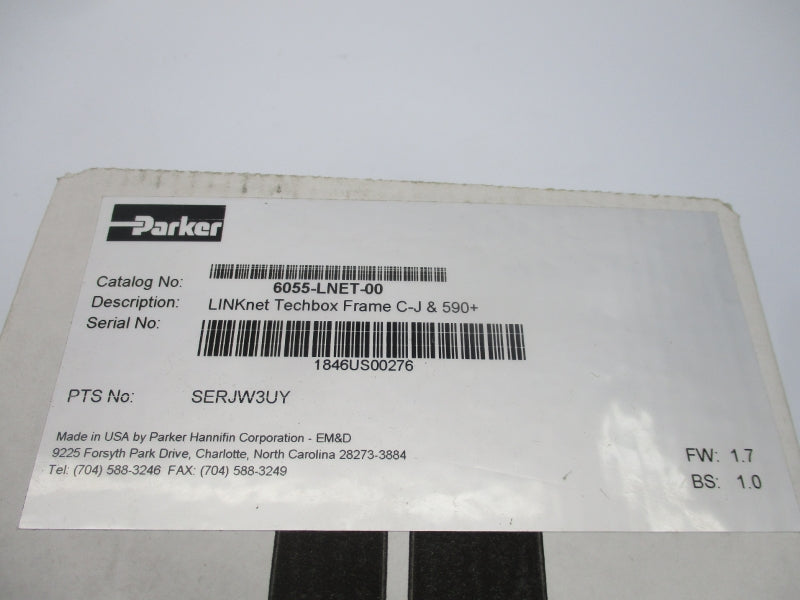 Parker
Catalog No: 6055-LNET-00
Description: LINKnet Techbox Frame C-J & 590+
Serial No: 1846US00276
PTS No: SERJW3UY
Made in USA by Parker Hannifin Corporation - EM&D
9225 Forsyth Park Drive, Charlotte, North Carolina 28273-3884
Tel: (704) 588-3246 FAX: (704) 588-3249
FW: 1.7
BS: 1.0